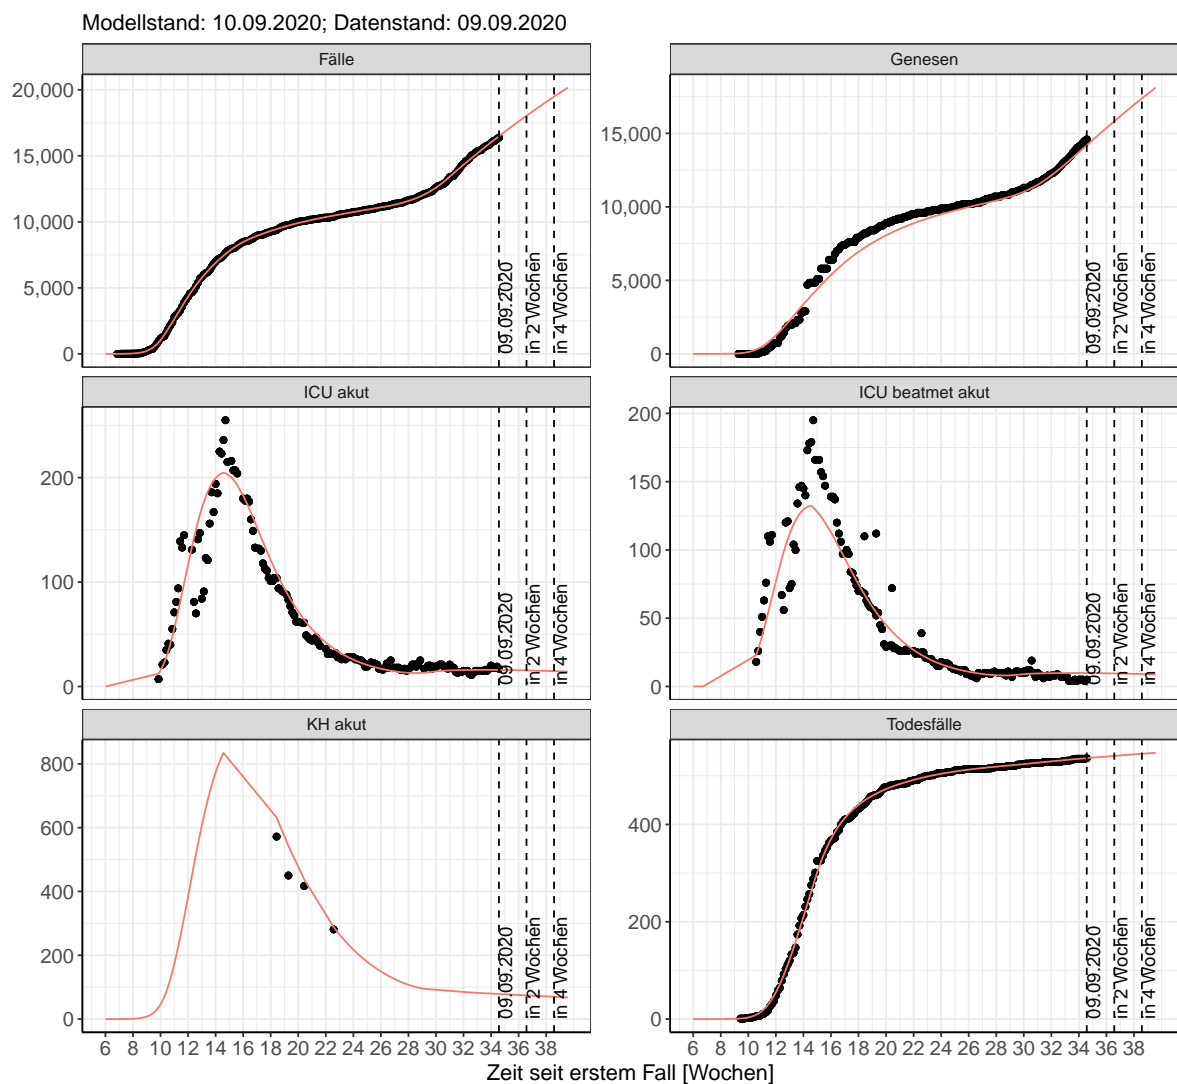 Modellstand: 10.09.2020; Datenstand: 09.09.2020
Fälle
Genesen
20,000
15,000
10,000
5,000
0
09.09.2020
in 2 Wochen
in 4 Wochen
15,000
10,000
5,000
0
09.09.2020
in 2 Wochen
in 4 Wochen
ICU akut
ICU beatmet akut
200
100
0
09.09.2020
in 2 Wochen
in 4 Wochen
200
150
100
50
0
09.09.2020
in 2 Wochen
in 4 Wochen
KH akut
Todesfälle
800
600
400
200
0
09.09.2020
in 2 Wochen
in 4 Wochen
400
200
0
09.09.2020
in 2 Wochen
in 4 Wochen
6 8 10 12 14 16 18 20 22 24 26 28 30 32 34 36 38
6 8 10 12 14 16 18 20 22 24 26 28 30 32 34 36 38
Zeit seit erstem Fall [Wochen]